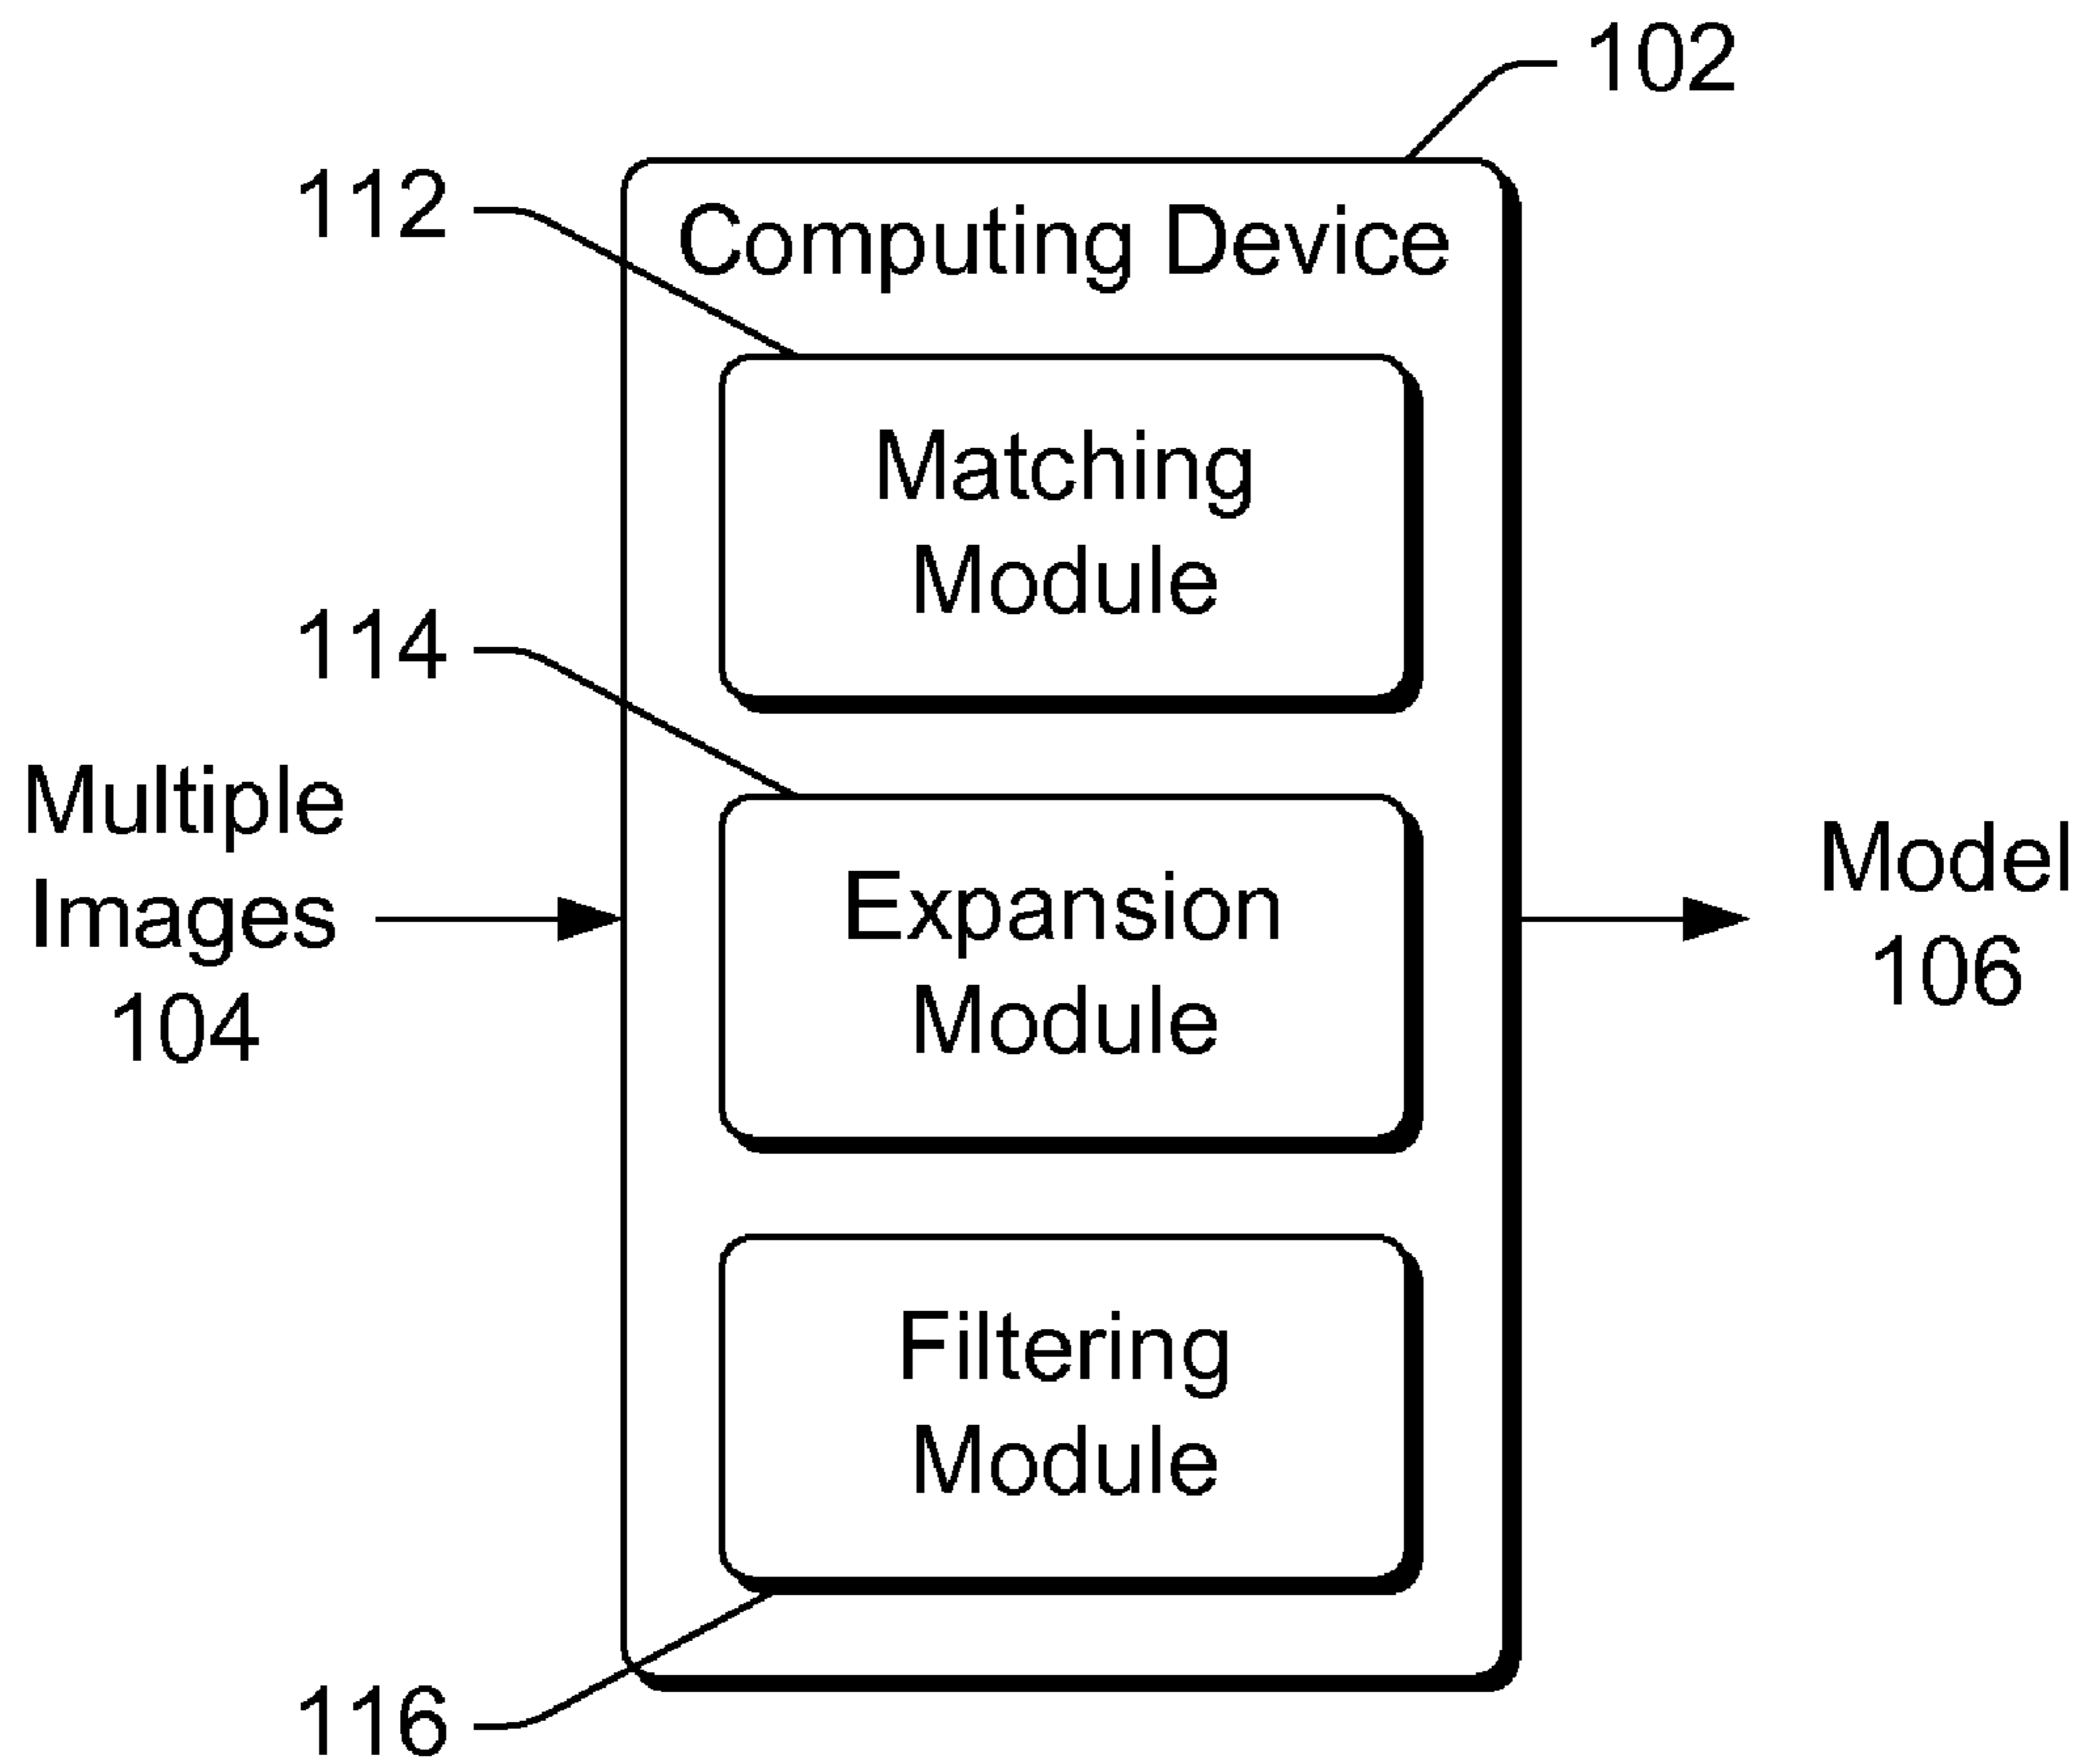 102
112
Computing Device
Matching
Module
114
Multiple
Images
104
Expansion
Module
Model
106
Filtering
Module
116